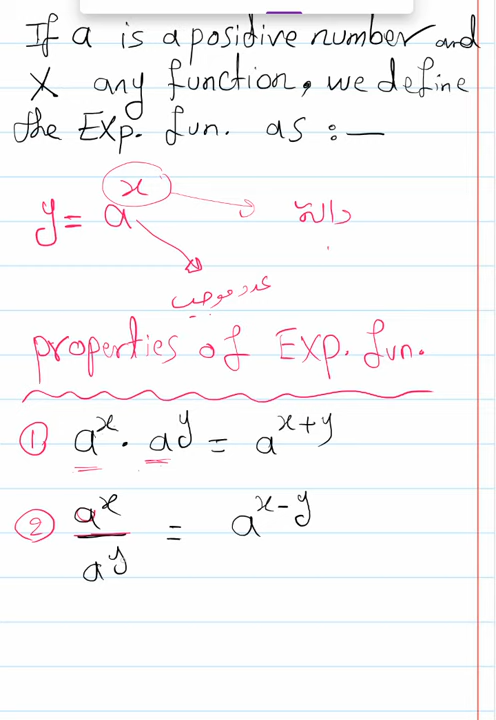 If a is a positive number and
X any function, we define
the Exp. fun. as :—
y = a^x
دالة
عدد موجب
properties of Exp. fun.
① a^x . a^y = a^(x+y)
② a^x / a^y = a^(x-y)